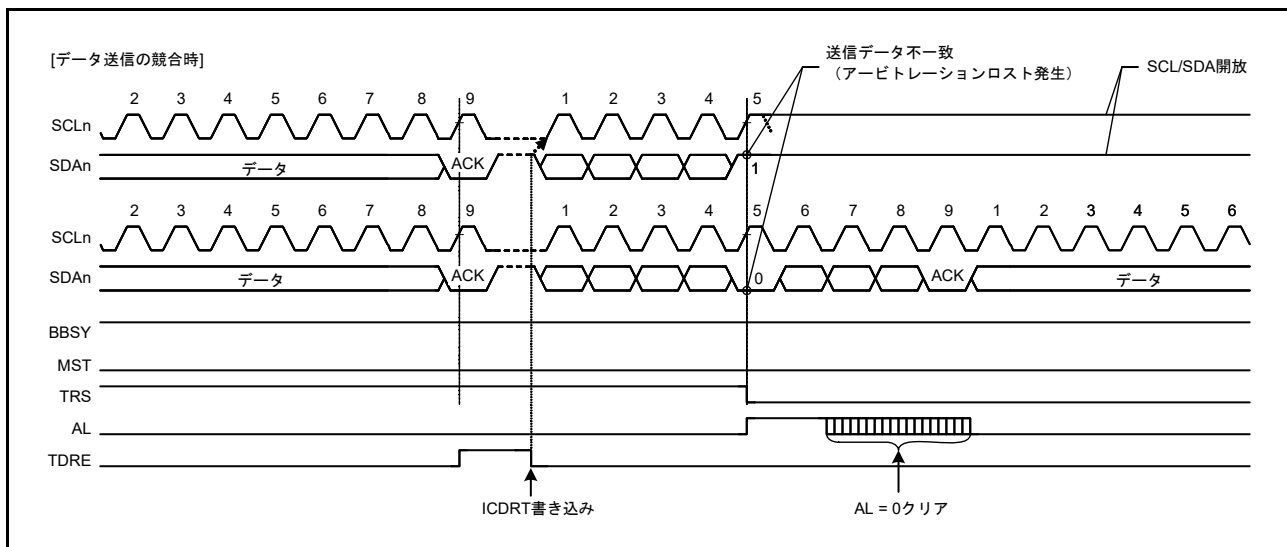 [データ送信の競合時]
送信データ不一致
（アービトレーションロスト発生）
SCL/SDA開放
2 3 4 5 6 7 8 9 1 2 3 4 5
SCLn
SDAn データ ACK 1
2 3 4 5 6 7 8 9 1 2 3 4 5 6 7 8 9 1 2 3 4 5 6
SCLn
SDAn データ ACK 0 ACK データ
BBSY
MST
TRS
AL
TDRE
ICDRT書き込み AL = 0クリア